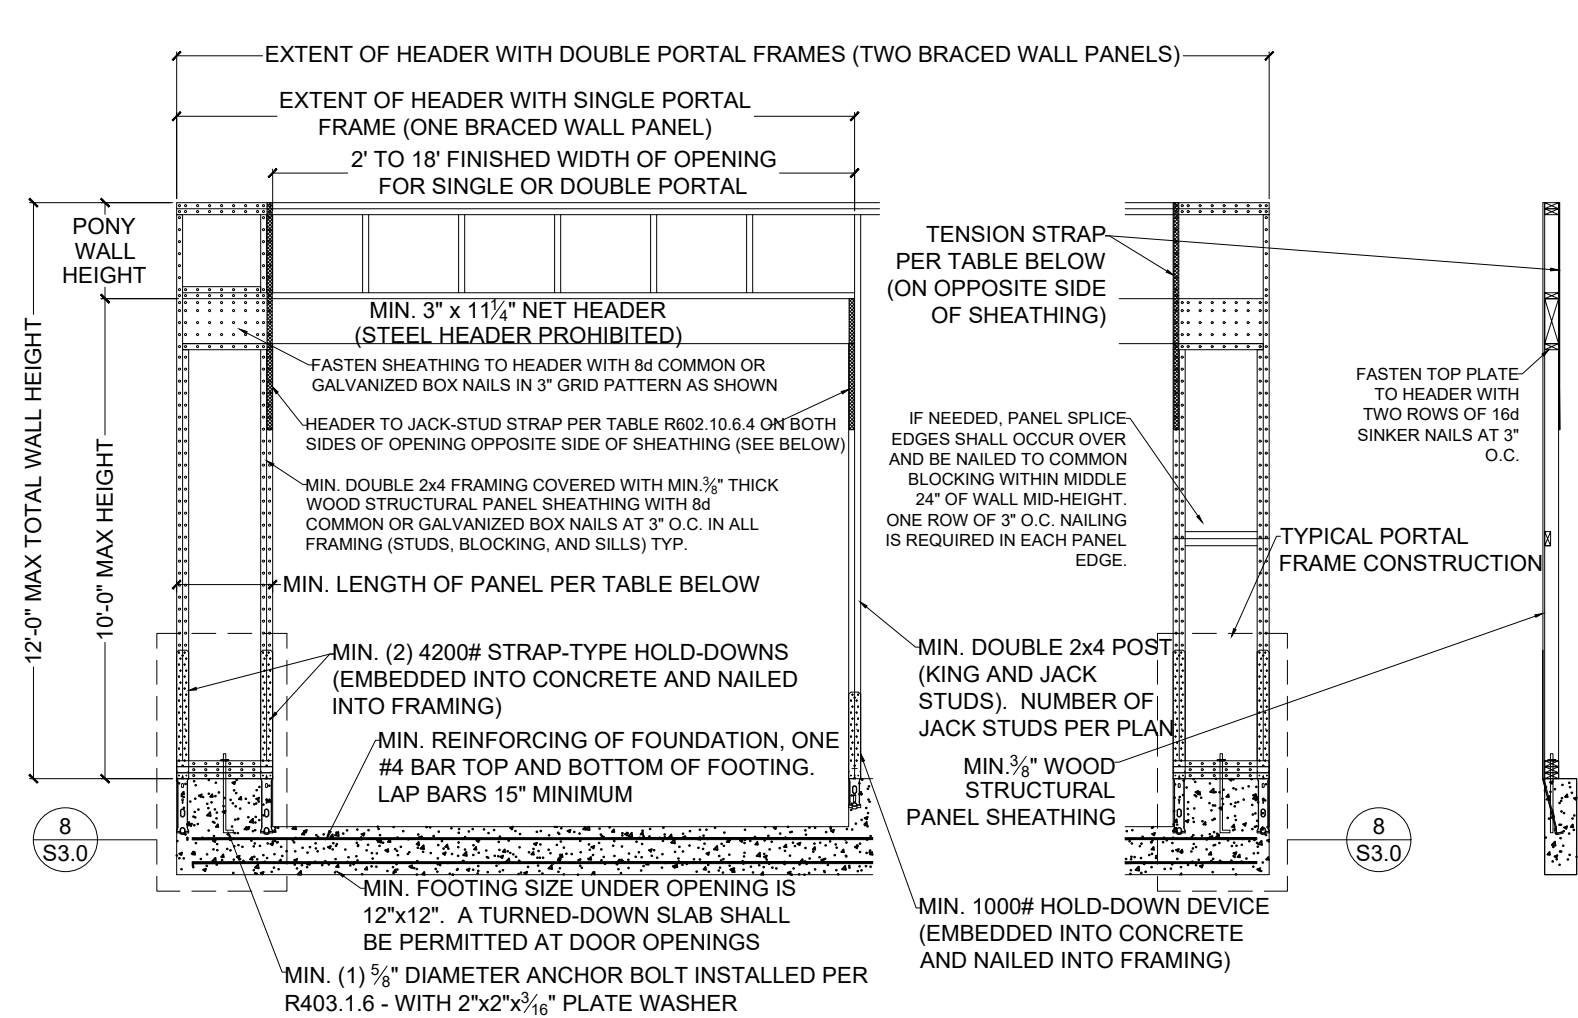 EXTENT OF HEADER WITH DOUBLE PORTAL FRAMES (TWO BRACED WALL PANELS)
EXTENT OF HEADER WITH SINGLE PORTAL
FRAME (ONE BRACED WALL PANEL)
2' TO 18' FINISHED WIDTH OF OPENING
FOR SINGLE OR DOUBLE PORTAL
PONY
WALL
HEIGHT
12'-0" MAX TOTAL WALL HEIGHT
10'-0" MAX HEIGHT
MIN. 3" x 11¼" NET HEADER
(STEEL HEADER PROHIBITED)
FASTEN SHEATHING TO HEADER WITH 8d COMMON OR
GALVANIZED BOX NAILS IN 3" GRID PATTERN AS SHOWN
HEADER TO JACK-STUD STRAP PER TABLE R602.10.6.4 ON BOTH
SIDES OF OPENING OPPOSITE SIDE OF SHEATHING (SEE BELOW)
MIN. DOUBLE 2x4 FRAMING COVERED WITH MIN.⅜" THICK
WOOD STRUCTURAL PANEL SHEATHING WITH 8d
COMMON OR GALVANIZED BOX NAILS AT 3" O.C. IN ALL
FRAMING (STUDS, BLOCKING, AND SILLS) TYP.
MIN. LENGTH OF PANEL PER TABLE BELOW
MIN. (2) 4200# STRAP-TYPE HOLD-DOWNS
(EMBEDDED INTO CONCRETE AND NAILED
INTO FRAMING)
MIN. REINFORCING OF FOUNDATION, ONE
#4 BAR TOP AND BOTTOM OF FOOTING.
LAP BARS 15" MINIMUM
8
S3.0
MIN. FOOTING SIZE UNDER OPENING IS
12"x12". A TURNED-DOWN SLAB SHALL
BE PERMITTED AT DOOR OPENINGS
MIN. (1) ⅝" DIAMETER ANCHOR BOLT INSTALLED PER
R403.1.6 - WITH 2"x2"x3⁄16" PLATE WASHER
TENSION STRAP
PER TABLE BELOW
(ON OPPOSITE SIDE
OF SHEATHING)
IF NEEDED, PANEL SPLICE
EDGES SHALL OCCUR OVER
AND BE NAILED TO COMMON
BLOCKING WITHIN MIDDLE
24" OF WALL MID-HEIGHT.
ONE ROW OF 3" O.C. NAILING
IS REQUIRED IN EACH PANEL
EDGE.
FASTEN TOP PLATE
TO HEADER WITH
TWO ROWS OF 16d
SINKER NAILS AT 3"
O.C.
TYPICAL PORTAL
FRAME CONSTRUCTION
MIN. DOUBLE 2x4 POST
(KING AND JACK
STUDS). NUMBER OF
JACK STUDS PER PLAN
MIN.⅜" WOOD
STRUCTURAL
PANEL SHEATHING
8
S3.0
MIN. 1000# HOLD-DOWN DEVICE
(EMBEDDED INTO CONCRETE
AND NAILED INTO FRAMING)